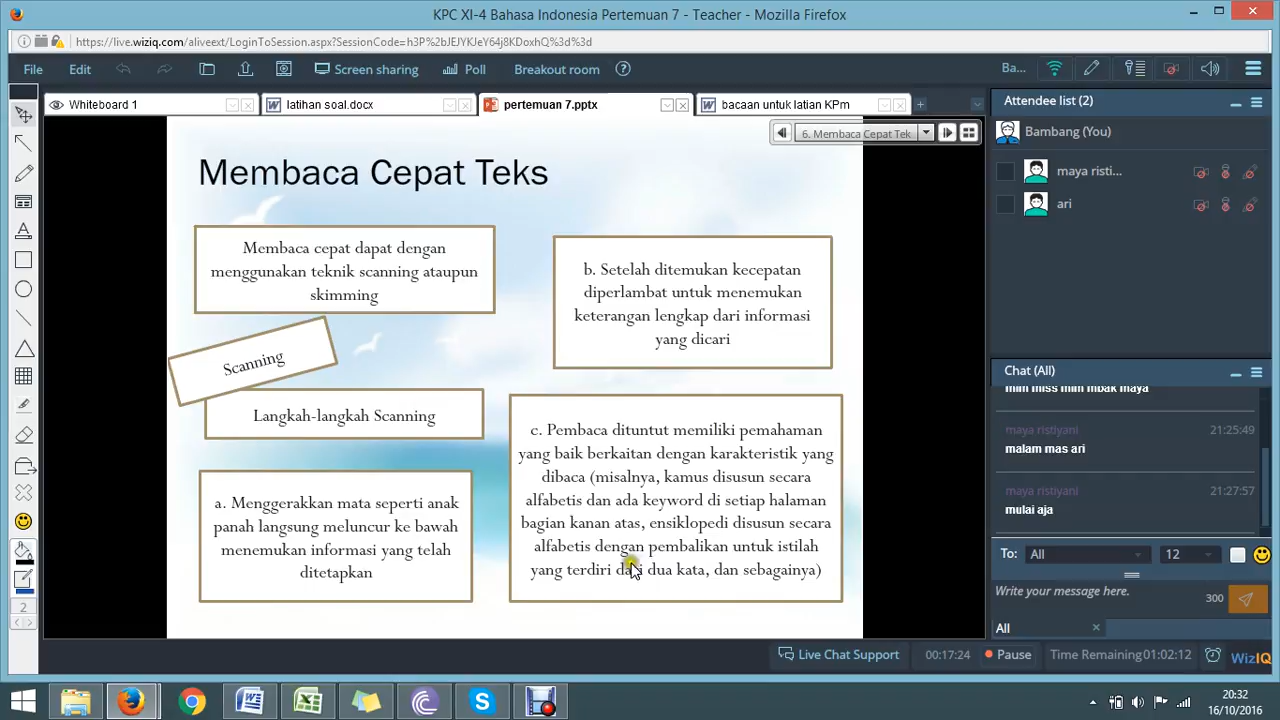 KPC XI-4 Bahasa Indonesia Pertemuan 7 - Teacher - Mozilla Firefox
https://live.wiziq.com/aliveext/LoginToSession.aspx?SessionCode=h3P%2bJEJYKJeY64j8KDoxhQ%3d%3d
File Edit Screen sharing Poll Breakout room ? Ba...
Whiteboard 1 latihan soal.docx pertemuan 7.pptx bacaan untuk latian KPm +
6. Membaca Cepat Tek
Membaca Cepat Teks
Membaca cepat dapat dengan
menggunakan teknik scanning ataupun
skimming
Scanning
Langkah-langkah Scanning
a. Menggerakkan mata seperti anak
panah langsung meluncur ke bawah
menemukan informasi yang telah
ditetapkan
b. Setelah ditemukan kecepatan
diperlambat untuk menemukan
keterangan lengkap dari informasi
yang dicari
c. Pembaca dituntut memiliki pemahaman
yang baik berkaitan dengan karakteristik yang
dibaca (misalnya, kamus disusun secara
alfabetis dan ada keyword di setiap halaman
bagian kanan atas, ensiklopedi disusun secara
alfabetis dengan pembalikan untuk istilah
yang terdiri dari dua kata, dan sebagainya)
2
Attendee list (2)
Bambang (You)
maya risti...
ari
Chat (All)
mlm miss mlm mbak maya
maya ristiyani 21:25:49
malam mas ari
maya ristiyani 21:27:57
mulai aja
To: All 12
Write your message here. 300
All
Live Chat Support 00:17:24 Pause Time Remaining01:02:12 WizIQ
20:32
16/10/2016